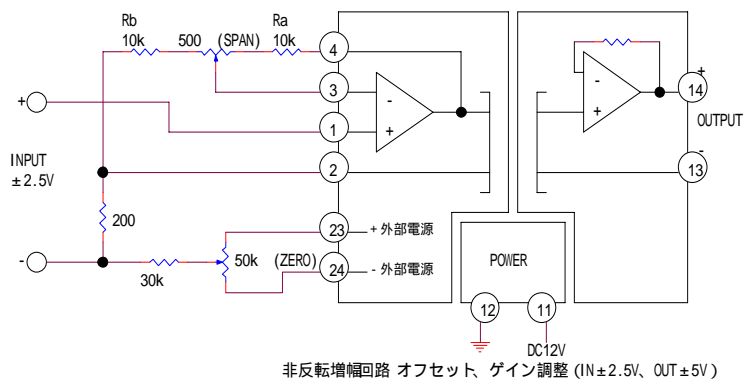 Rb
10k
500 (SPAN)
Ra
10k
4
3
1
2
-
+
+
INPUT
±2.5V
200
-
30k
50k
(ZERO)
23
24
+外部電源
-外部電源
-
+
+
14
OUTPUT
-
13
POWER
12
11
DC12V
非反転増幅回路 オフセット、ゲイン調整 (IN±2.5V、OUT±5V)